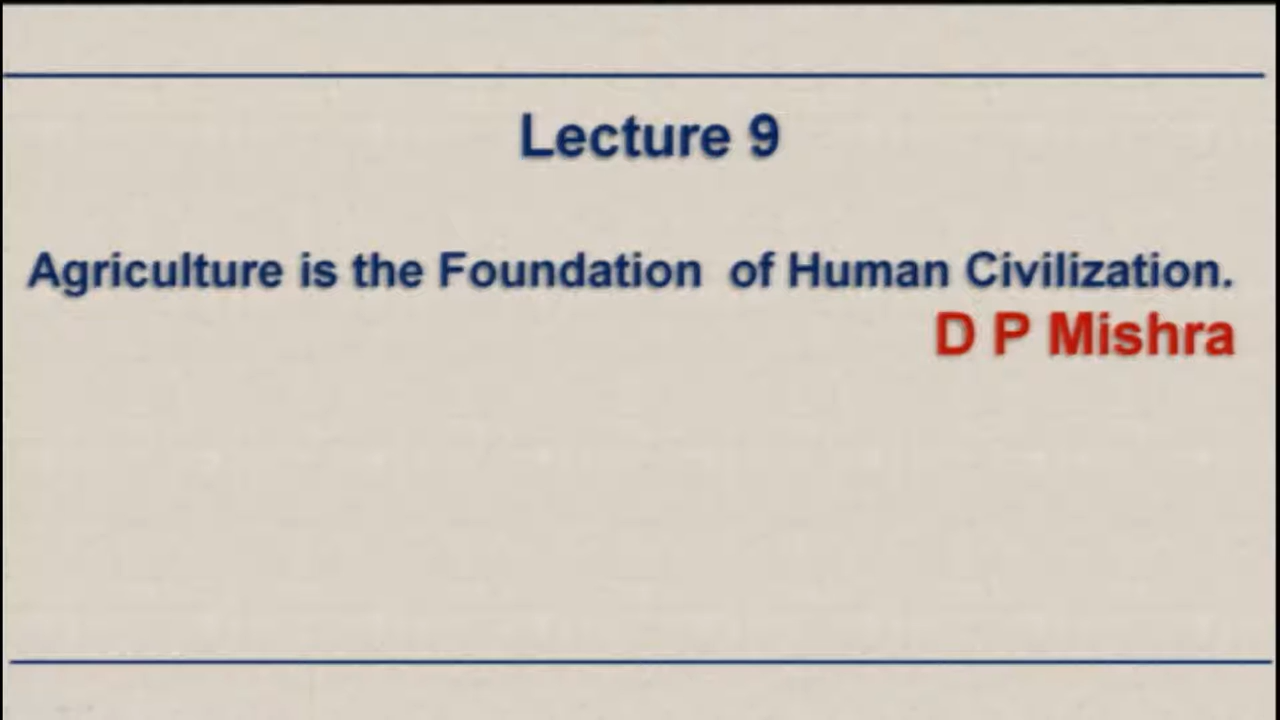 Lecture 9
Agriculture is the Foundation of Human Civilization.
D P Mishra